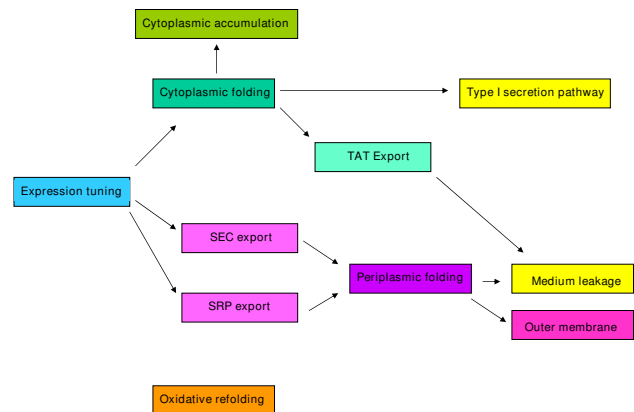 Cytoplasmic accumulation
Cytoplasmic folding
Type I secretion pathway
TAT Export
Expression tuning
SEC export
Periplasmic folding
Medium leakage
SRP export
Outer membrane
Oxidative refolding